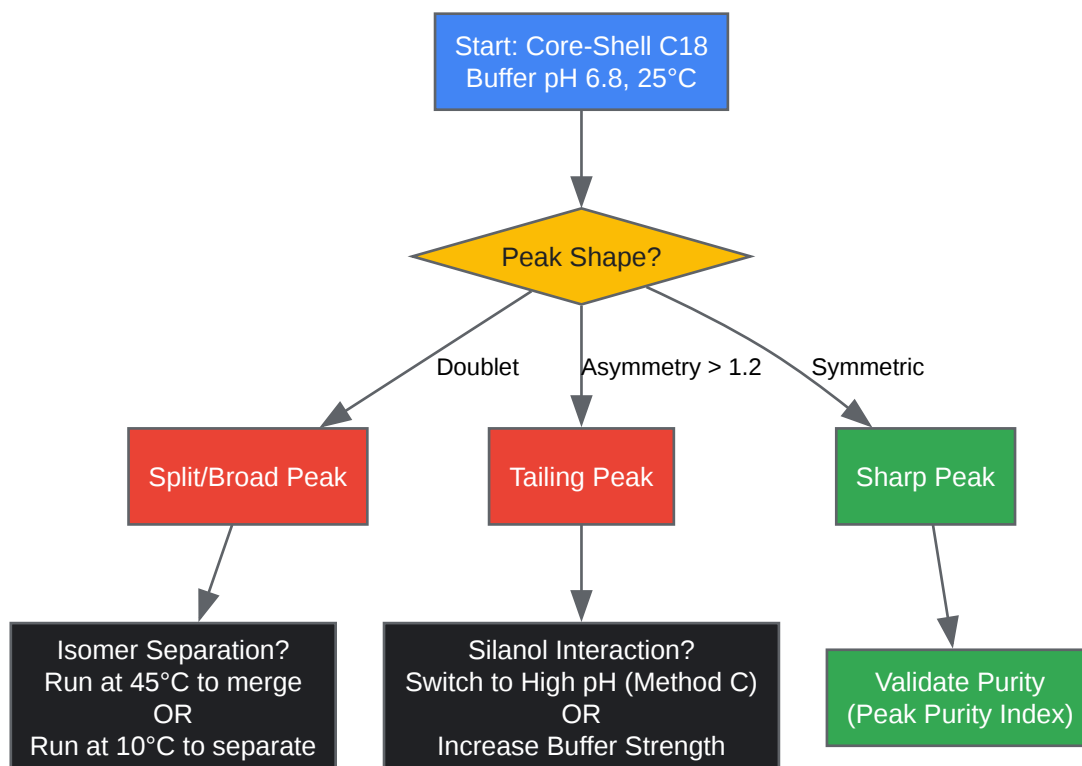 Start: Core-Shell C18
Buffer pH 6.8, 25°C
Peak Shape?
Doublet
Asymmetry > 1.2
Symmetric
Split/Broad Peak
Tailing Peak
Sharp Peak
Isomer Separation?
Run at 45°C to merge
OR
Run at 10°C to separate
Silanol Interaction?
Switch to High pH (Method C)
OR
Increase Buffer Strength
Validate Purity
(Peak Purity Index)